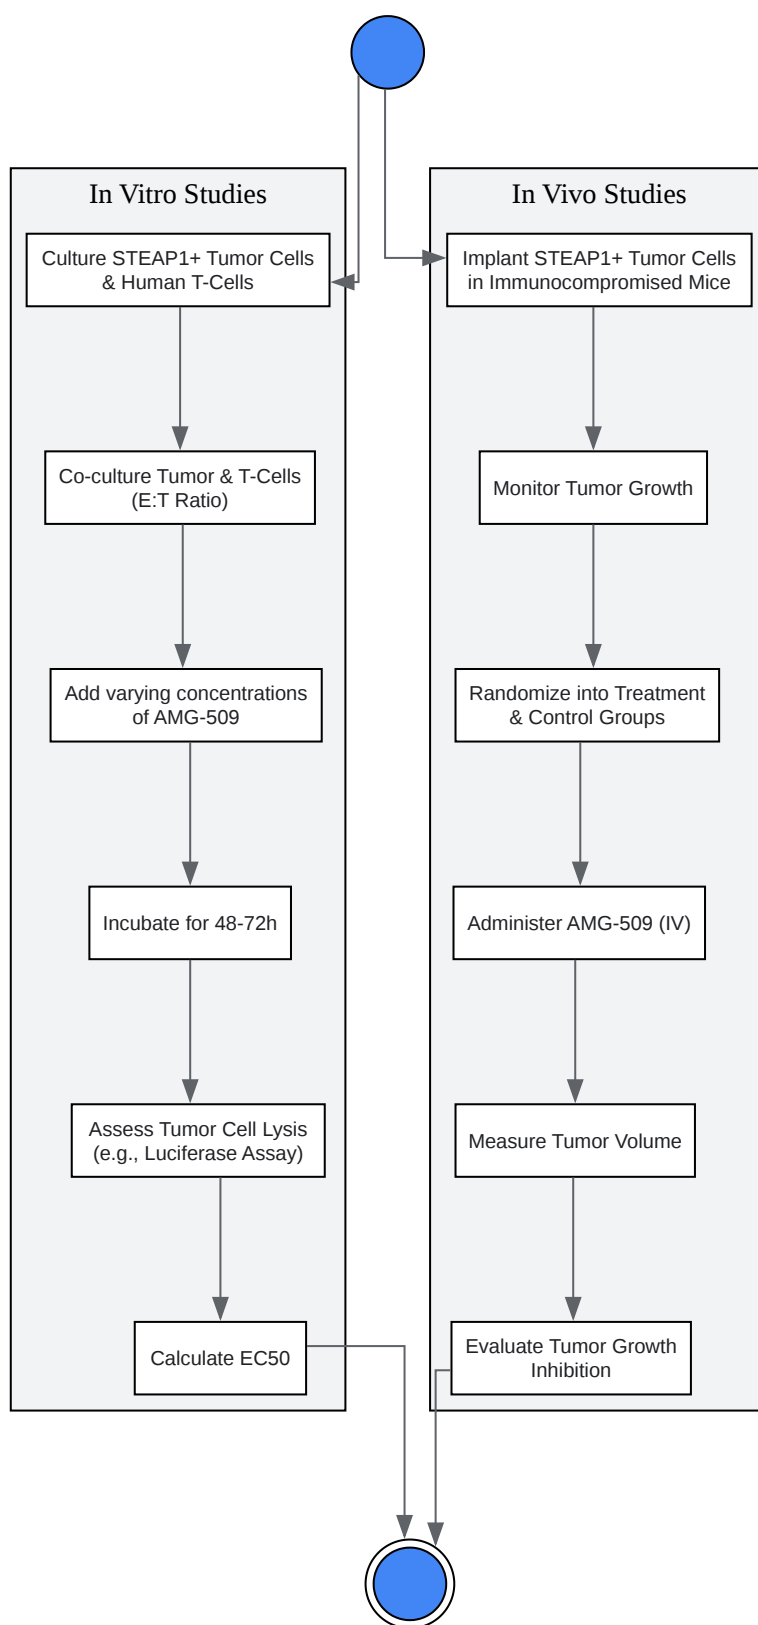 In Vitro Studies
Culture STEAP1+ Tumor Cells
& Human T-Cells
Co-culture Tumor & T-Cells
(E:T Ratio)
Add varying concentrations
of AMG-509
Incubate for 48-72h
Assess Tumor Cell Lysis
(e.g., Luciferase Assay)
Calculate EC50
In Vivo Studies
Implant STEAP1+ Tumor Cells
in Immunocompromised Mice
Monitor Tumor Growth
Randomize into Treatment
& Control Groups
Administer AMG-509 (IV)
Measure Tumor Volume
Evaluate Tumor Growth
Inhibition